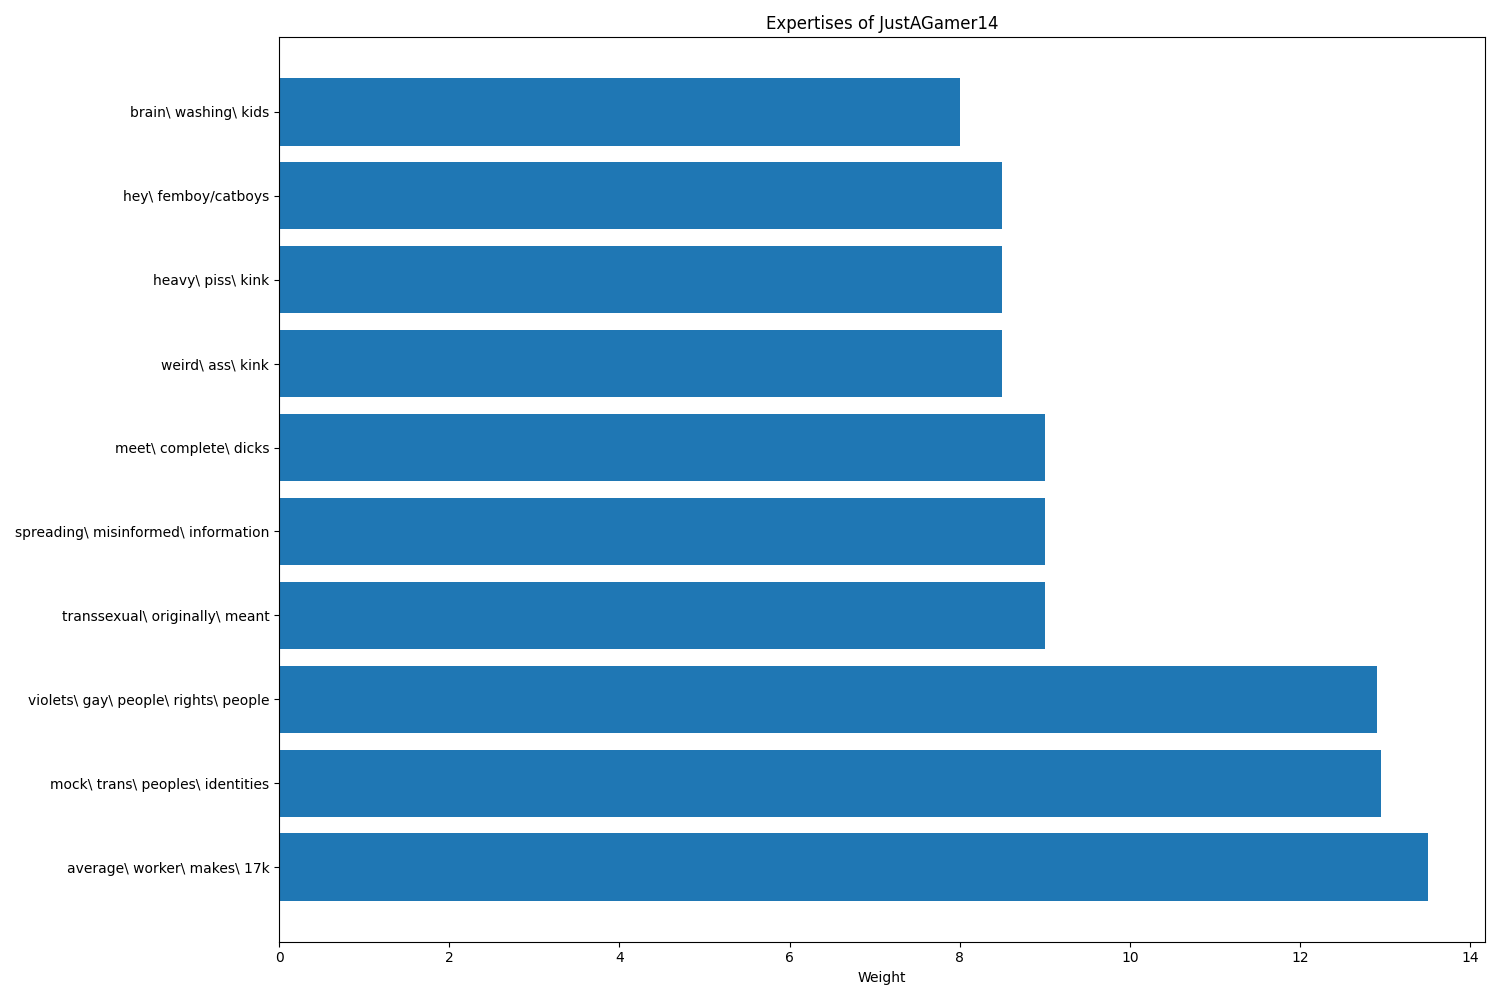 Expertises of JustAGamer14
brain\ washing\ kids
hey\ femboy/catboys
heavy\ piss\ kink
weird\ ass\ kink
meet\ complete\ dicks
spreading\ misinformed\ information
transsexual\ originally\ meant
violets\ gay\ people\ rights\ people
mock\ trans\ peoples\ identities
average\ worker\ makes\ 17k
0 2 4 6 8 10 12 14
Weight